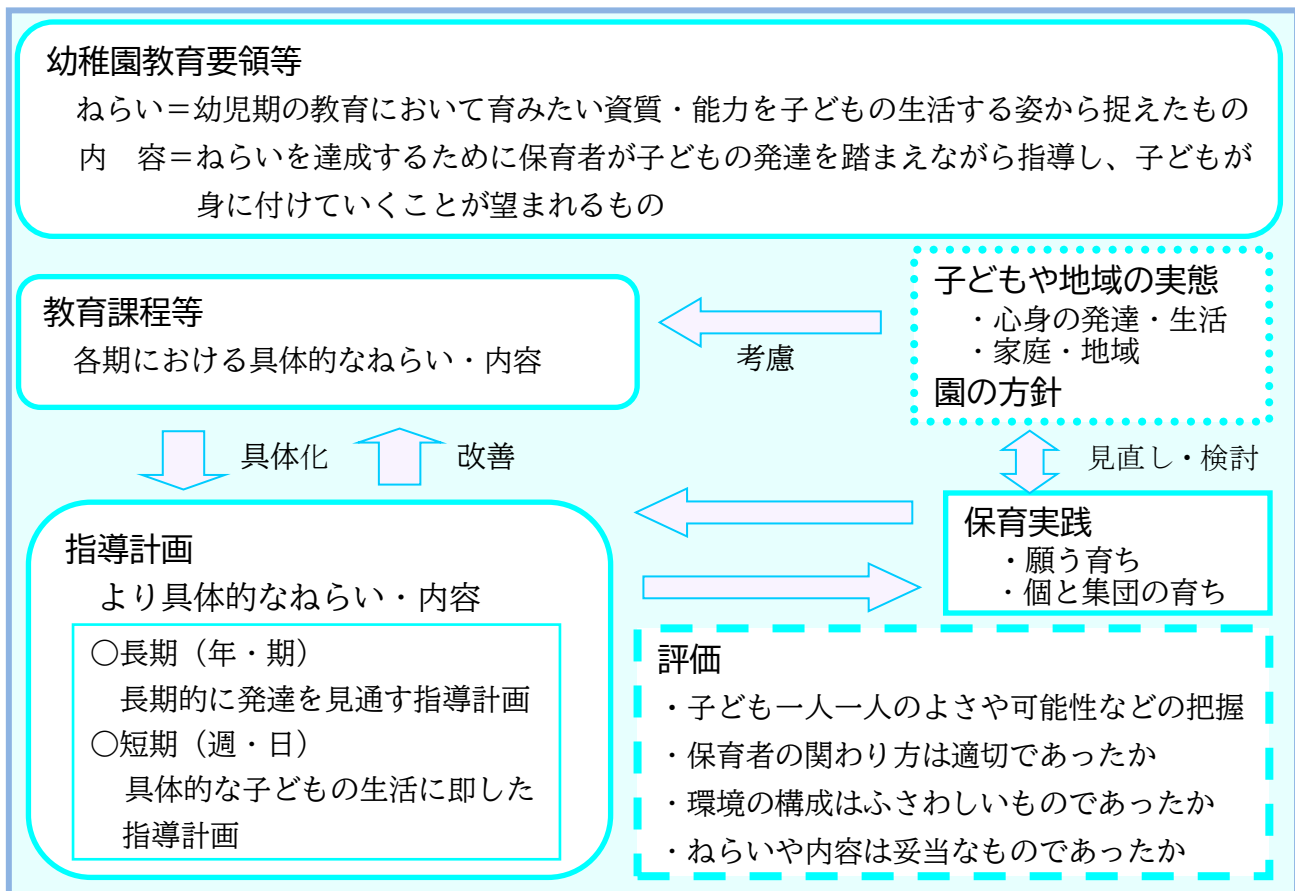 幼稚園教育要領等
ねらい＝幼児期の教育において育みたい資質・能力を子どもの生活する姿から捉えたもの
内　容＝ねらいを達成するために保育者が子どもの発達を踏まえながら指導し、子どもが
身に付けていくことが望まれるもの
教育課程等
各期における具体的なねらい・内容
考慮
子どもや地域の実態
・心身の発達・生活
・家庭・地域
園の方針
具体化
改善
見直し・検討
指導計画
より具体的なねらい・内容
○長期（年・期）
長期的に発達を見通す指導計画
○短期（週・日）
具体的な子どもの生活に即した
指導計画
保育実践
・願う育ち
・個と集団の育ち
評価
・子ども一人一人のよさや可能性などの把握
・保育者の関わり方は適切であったか
・環境の構成はふさわしいものであったか
・ねらいや内容は妥当なものであったか